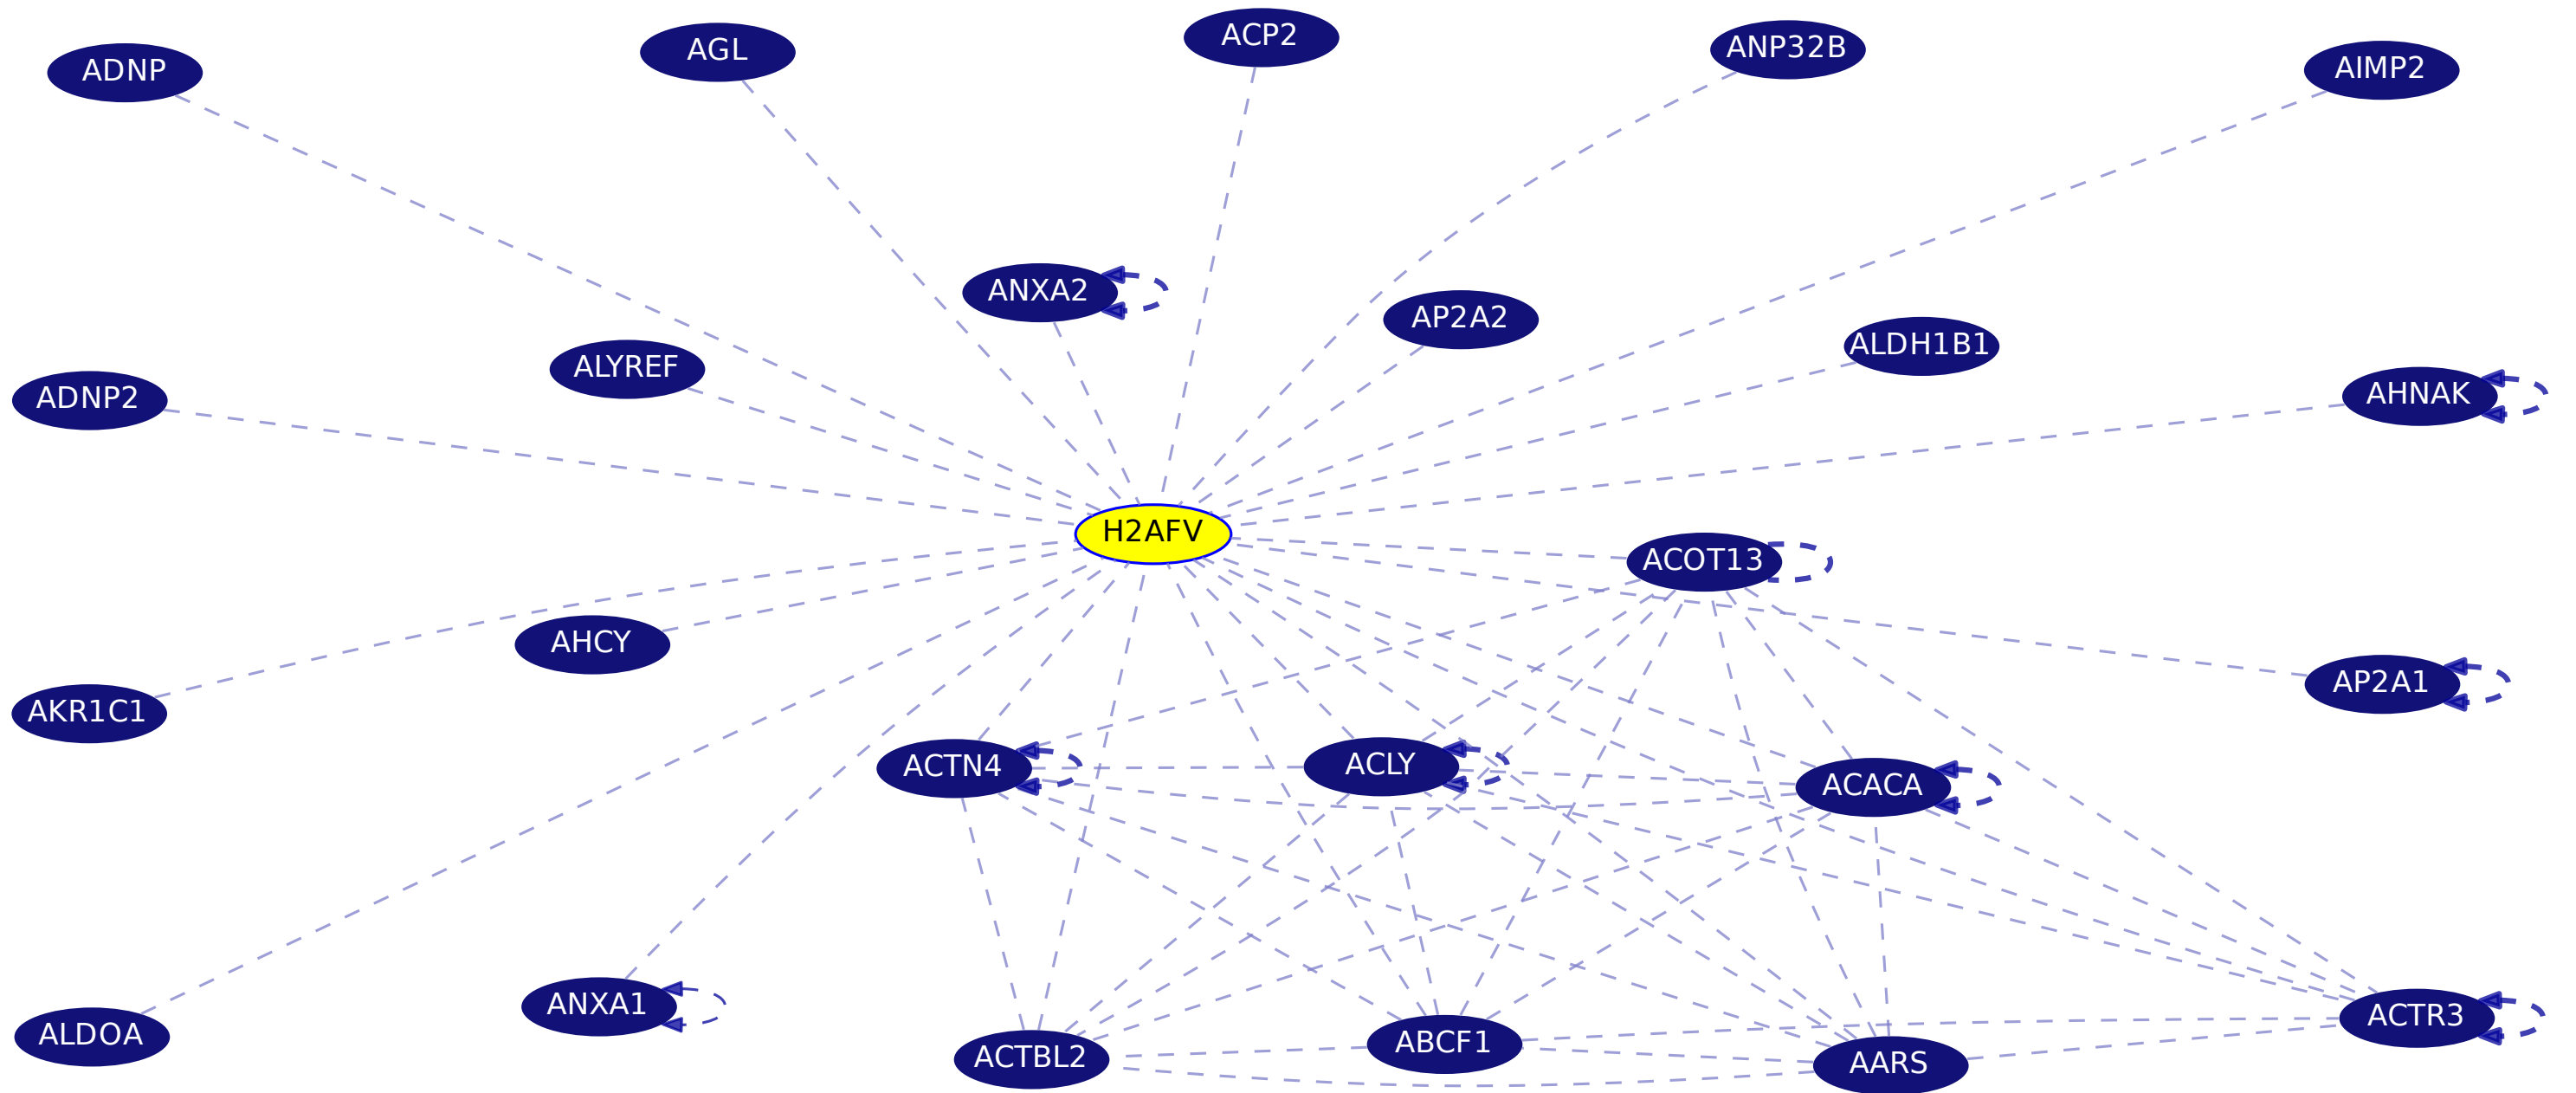 ADNP
AGL
ACP2
ANP32B
AIMP2
ANXA2
AP2A2
ALDH1B1
ALYREF
ADNP2
AHNAK
H2AFV
ACOT13
AHCY
AP2A1
AKR1C1
ACTN4
ACLY
ACACA
ANXA1
ALDOA
ACTBL2
ABCF1
AARS
ACTR3